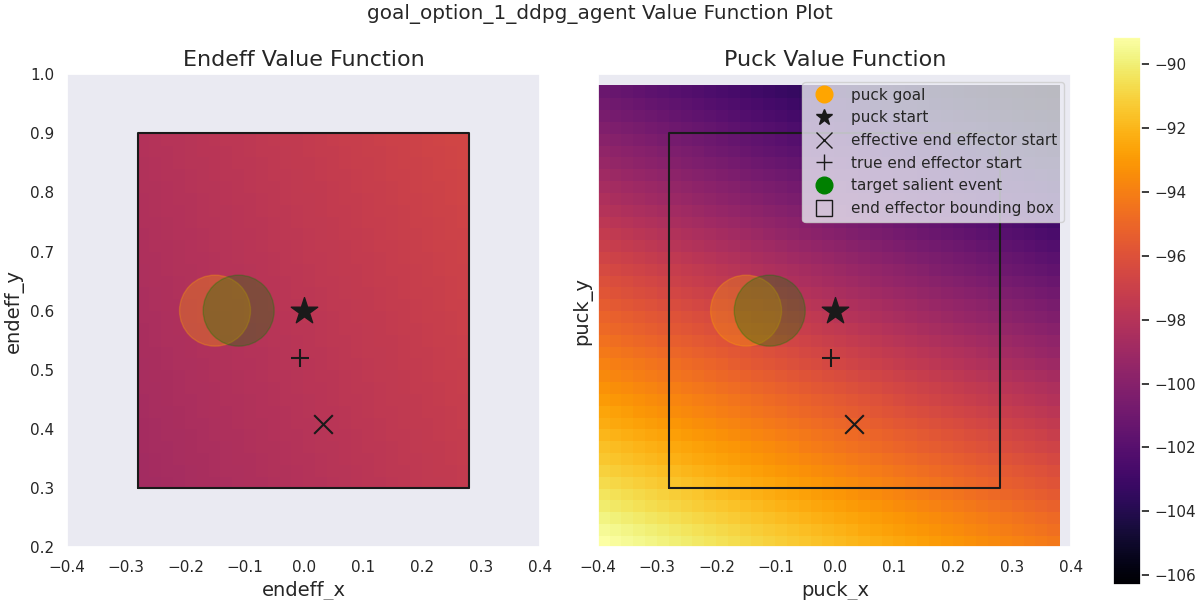 goal_option_1_ddpg_agent Value Function Plot
Endeff Value Function
1.0
0.9
0.8
0.7
0.6
0.5
0.4
0.3
0.2
endeff_y
−0.4 −0.3 −0.2 −0.1 0.0 0.1 0.2 0.3 0.4
endeff_x
Puck Value Function
puck goal
puck start
effective end effector start
true end effector start
target salient event
end effector bounding box
puck_y
−0.4 −0.3 −0.2 −0.1 0.0 0.1 0.2 0.3 0.4
puck_x
−90
−92
−94
−96
−98
−100
−102
−104
−106